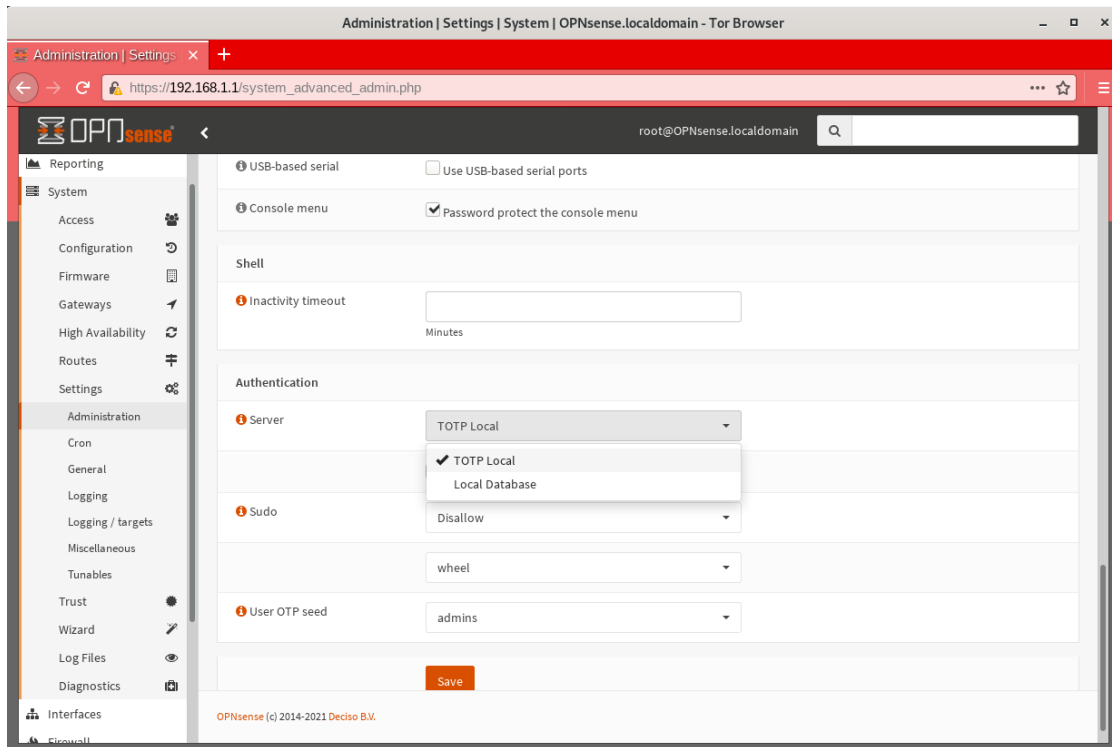 Administration | Settings | System | OPNsense.localdomain - Tor Browser
Administration | Settings
https://192.168.1.1/system_advanced_admin.php
OPNsense
root@OPNsense.localdomain
Reporting
System
Access
Configuration
Firmware
Gateways
High Availability
Routes
Settings
Administration
Cron
General
Logging
Logging / targets
Miscellaneous
Tunables
Trust
Wizard
Log Files
Diagnostics
Interfaces
Firewall
USB-based serial
Use USB-based serial ports
Console menu
Password protect the console menu
Shell
Inactivity timeout
Minutes
Authentication
Server
TOTP Local
TOTP Local
Local Database
Sudo
Disallow
wheel
User OTP seed
admins
Save
OPNsense (c) 2014-2021 Deciso B.V.